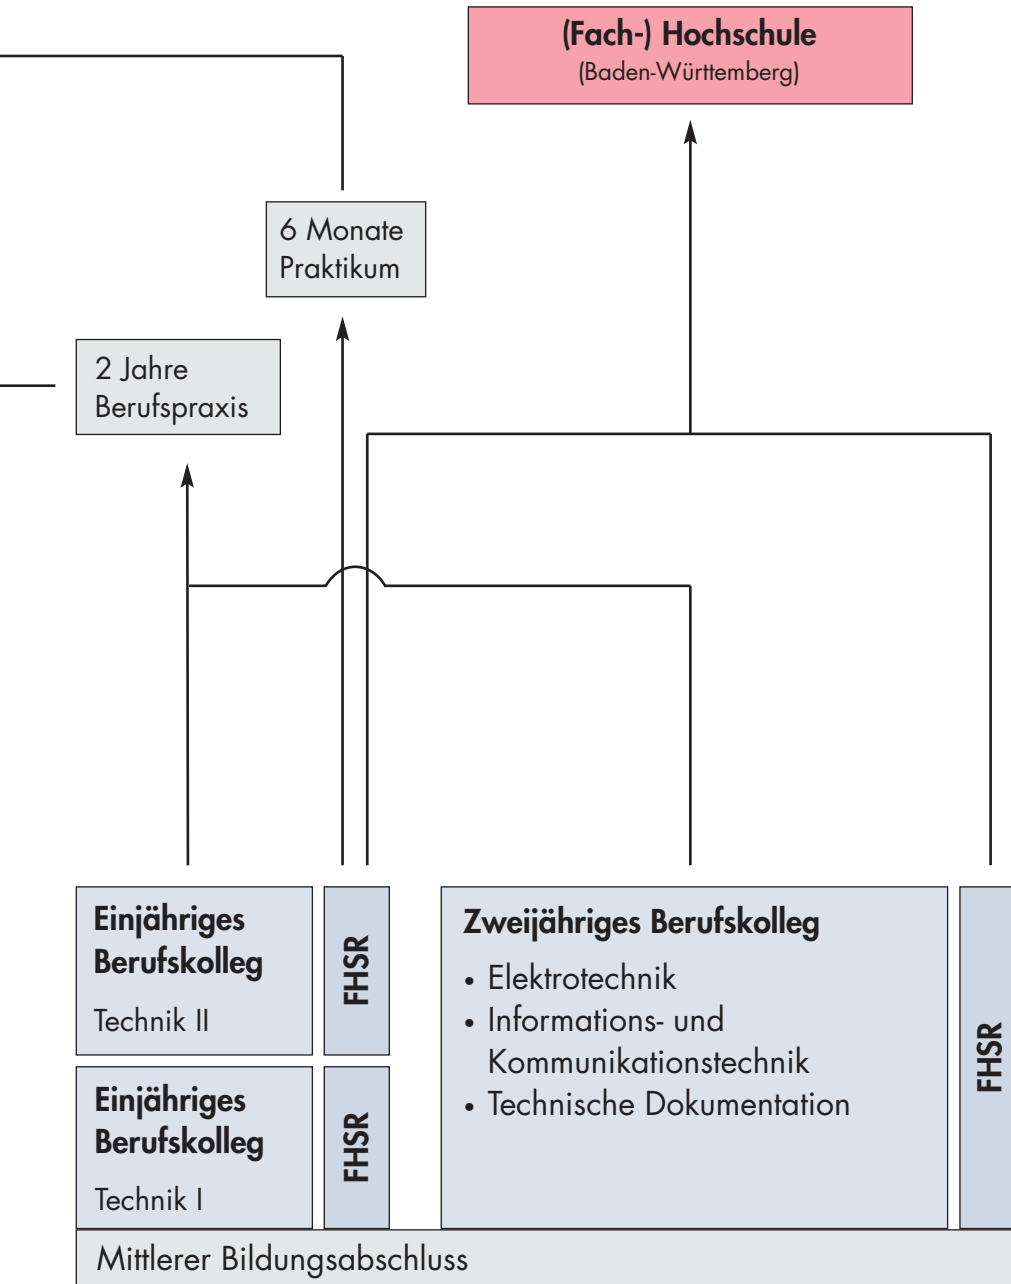 (Fach-) Hochschule
(Baden-Württemberg)
6 Monate
Praktikum
2 Jahre
Berufspraxis
Einjähriges
Berufskolleg
Technik II
FHSR
Einjähriges
Berufskolleg
Technik I
FHSR
Zweijähriges Berufskolleg
• Elektrotechnik
• Informations- und
Kommunikationstechnik
• Technische Dokumentation
FHSR
Mittlerer Bildungsabschluss